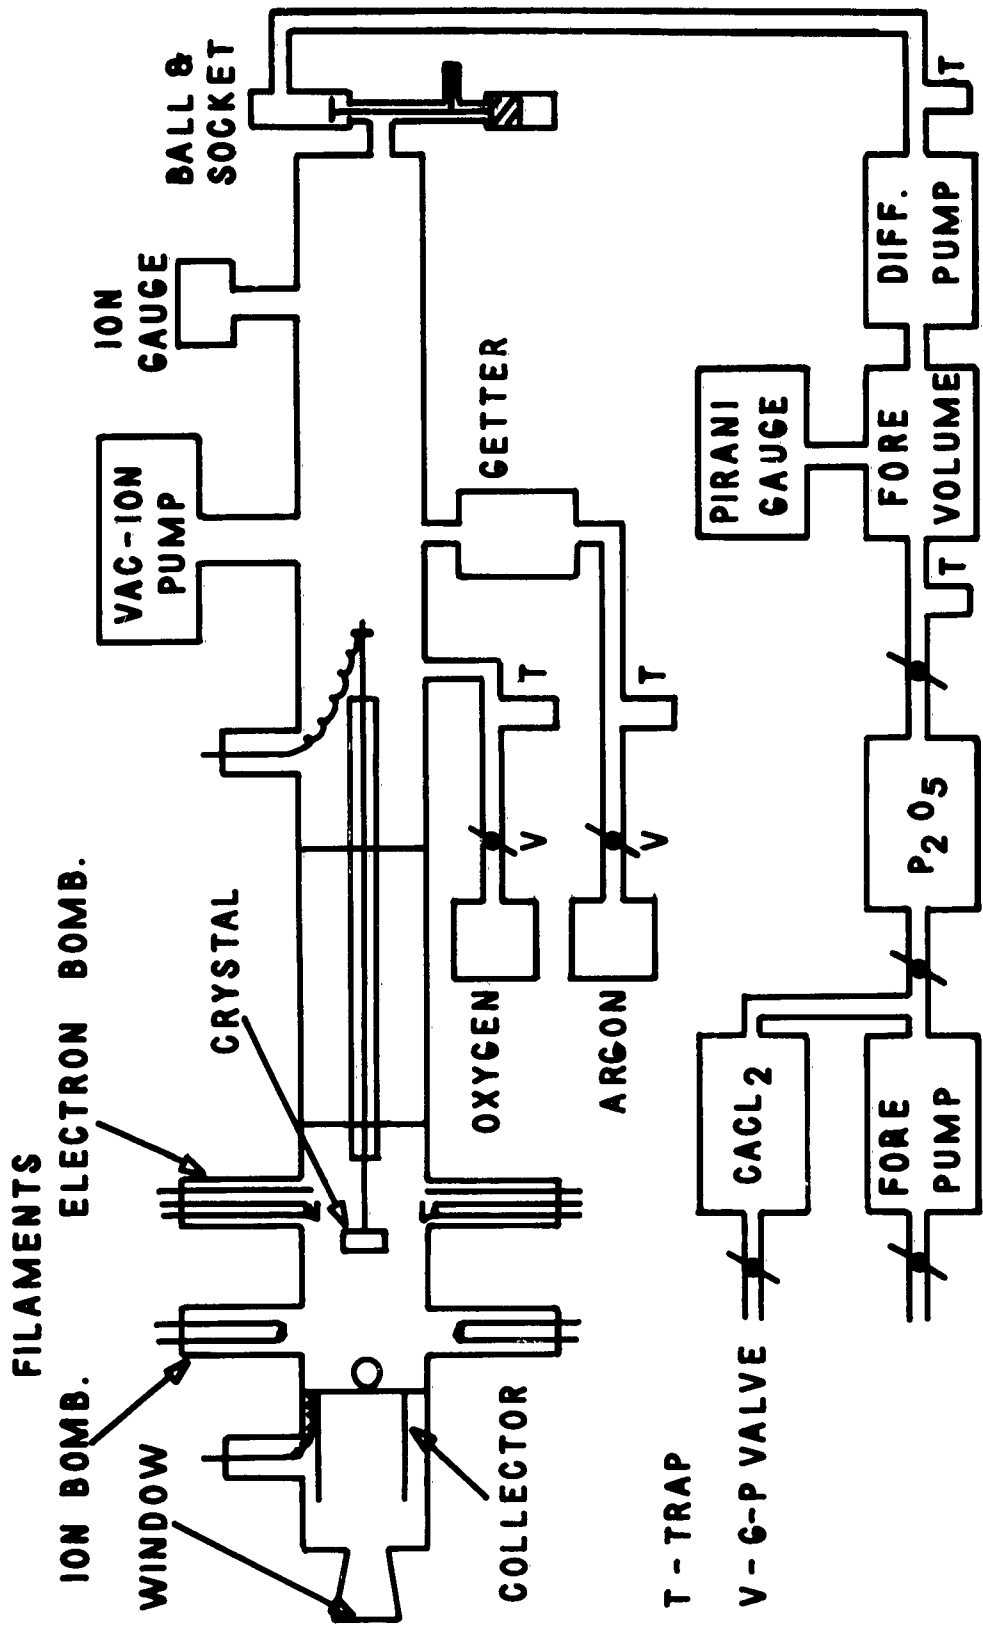 FILAMENTS
ION BOMB.
ELECTRON BOMB.
WINDOW
CRYSTAL
VAC-ION
PUMP
ION
GAUGE
BALL &
SOCKET
COLLECTOR
OXYGEN
V
T
GETTER
ARGON
V
T
T - TRAP
V - G-P VALVE
CACL2
PIRANI
GAUGE
FORE
PUMP
P2O5
T
FORE
VOLUME
DIFF.
PUMP
T